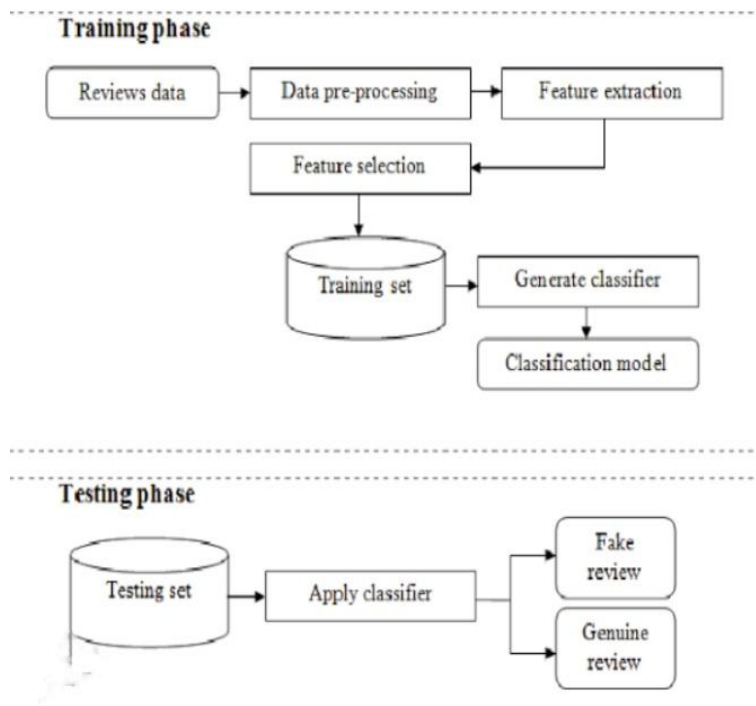 Training phase
Reviews data
Data pre-processing
Feature extraction
Feature selection
Training set
Generate classifier
Classification model
Testing phase
Testing set
Apply classifier
Fake
review
Genuine
review